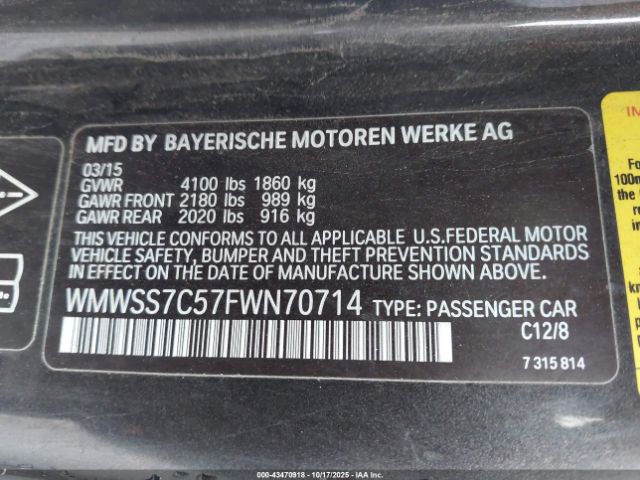 MFD BY BAYERISCHE MOTOREN WERKE AG
03/15
GVWR 4100 lbs 1860 kg
GAWR FRONT 2180 lbs 989 kg
GAWR REAR 2020 lbs 916 kg
THIS VEHICLE CONFORMS TO ALL APPLICABLE U.S.FEDERAL MOTOR
VEHICLE SAFETY, BUMPER AND THEFT PREVENTION STANDARDS
IN EFFECT ON THE DATE OF MANUFACTURE SHOWN ABOVE.
WMWSS7C57FWN70714 TYPE: PASSENGER CAR
C12/8
7 315 814
100m
the
00-43470918 - 10/17/2025 - IAA Inc.